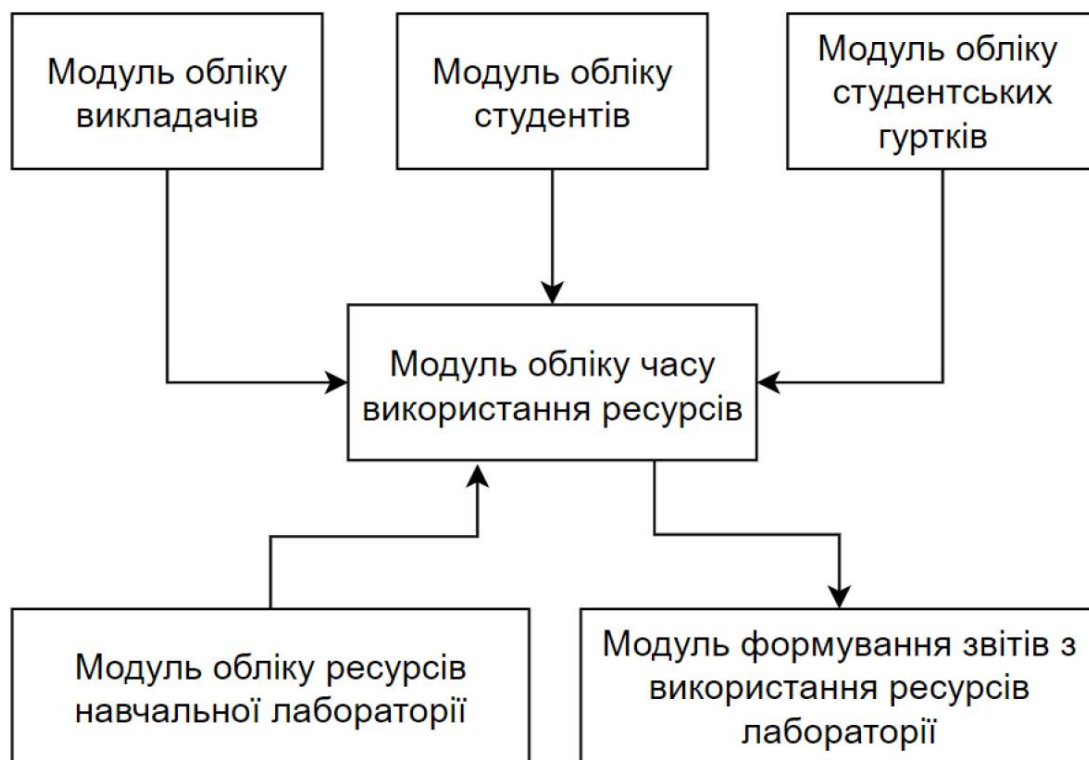 Модуль обліку
викладачів
Модуль обліку
студентів
Модуль обліку
студентських
гуртків
Модуль обліку часу
використання ресурсів
Модуль обліку ресурсів
навчальної лабораторії
Модуль формування звітів з
використання ресурсів
лабораторії